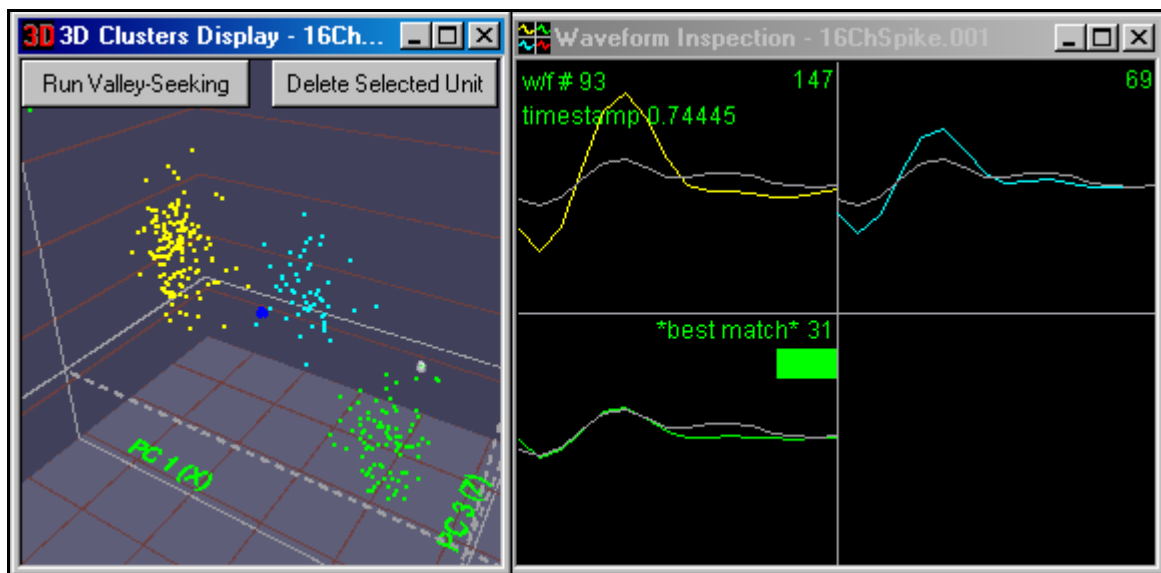 3D 3D Clusters Display - 16Ch...
Run Valley-Seeking
Delete Selected Unit
PC 1 (X)
PC 3 (Z)
Waveform Inspection - 16ChSpike.001
w/f # 93
147
timestamp 0.74445
69
*best match* 31